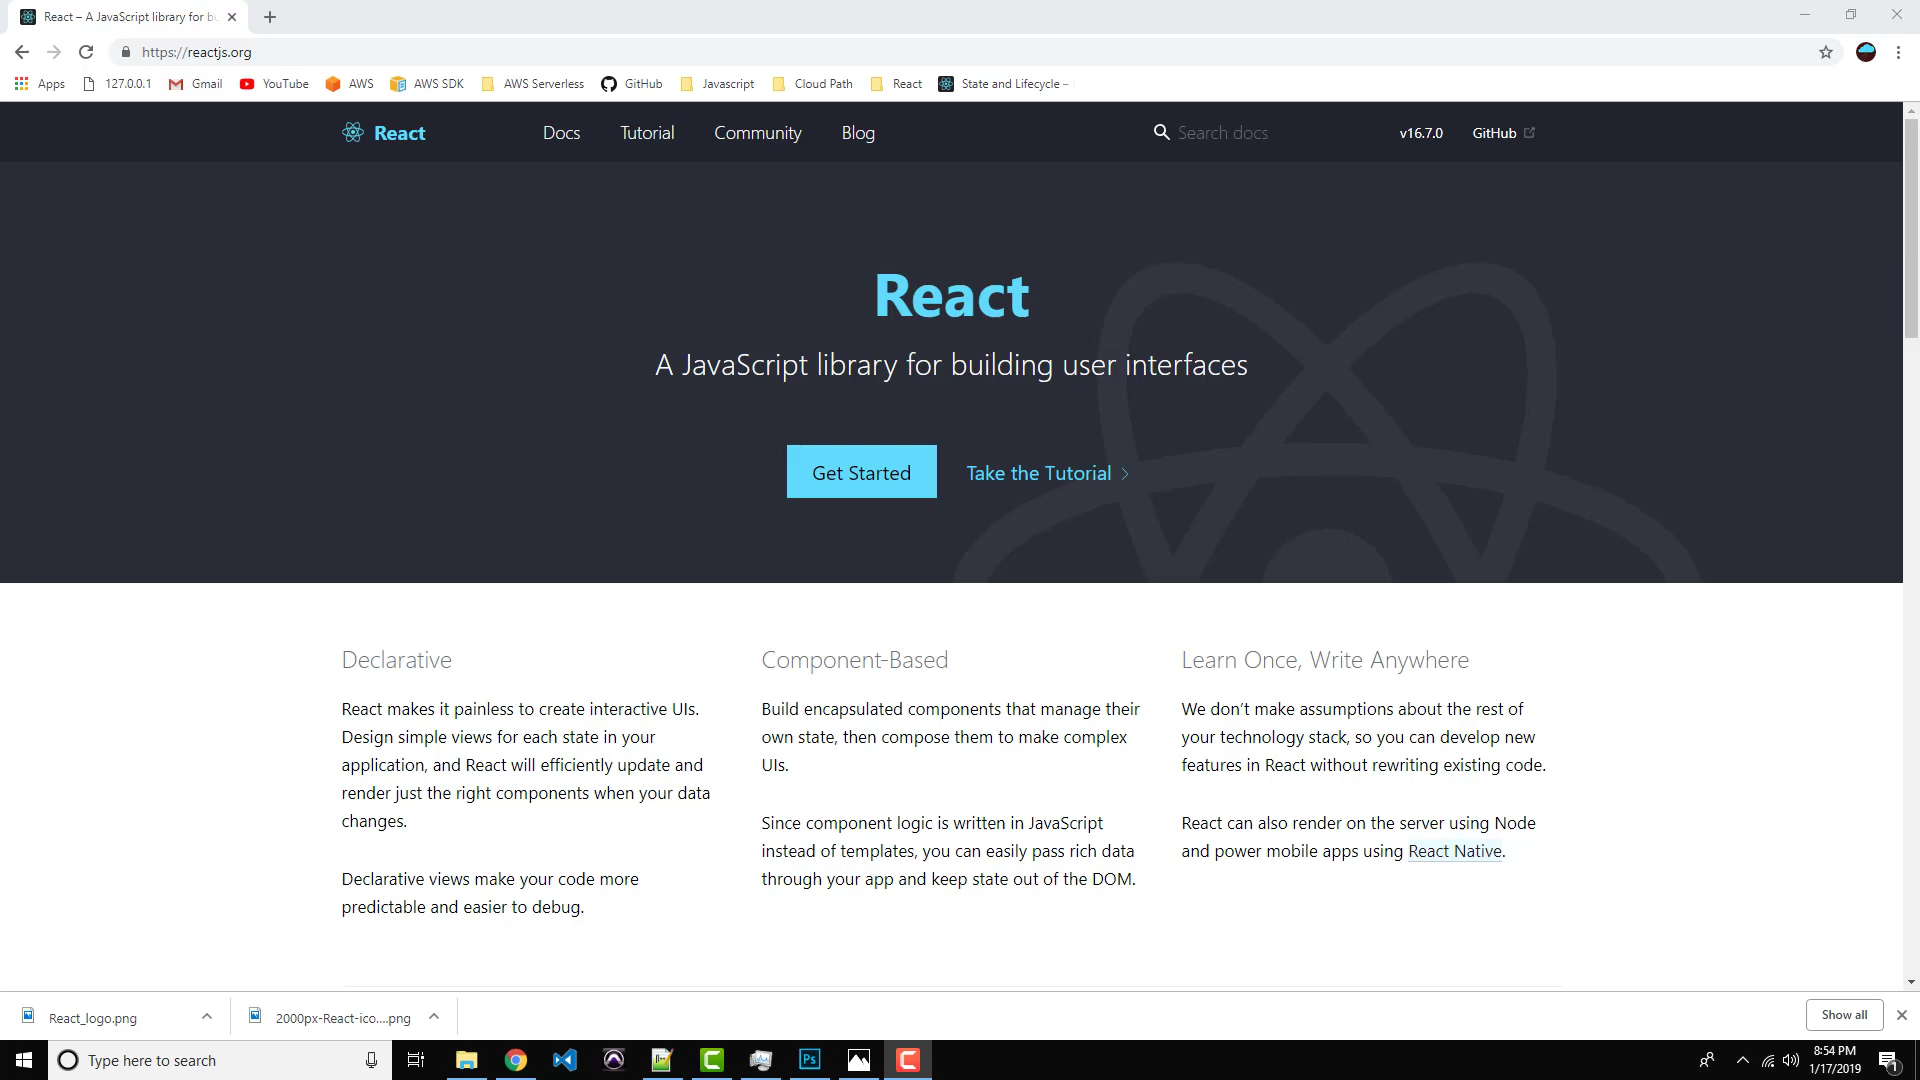 React – A JavaScript library for bu
https://reactjs.org
Apps 127.0.0.1 Gmail YouTube AWS AWS SDK AWS Serverless GitHub Javascript Cloud Path React State and Lifecycle –
React Docs Tutorial Community Blog Search docs v16.7.0 GitHub
React
A JavaScript library for building user interfaces
Get Started Take the Tutorial
Declarative
React makes it painless to create interactive UIs.
Design simple views for each state in your
application, and React will efficiently update and
render just the right components when your data
changes.
Declarative views make your code more
predictable and easier to debug.
Component-Based
Build encapsulated components that manage their
own state, then compose them to make complex
UIs.
Since component logic is written in JavaScript
instead of templates, you can easily pass rich data
through your app and keep state out of the DOM.
Learn Once, Write Anywhere
We don’t make assumptions about the rest of
your technology stack, so you can develop new
features in React without rewriting existing code.
React can also render on the server using Node
and power mobile apps using React Native.
React_logo.png 2000px-React-ico....png Show all
Type here to search
Ps
8:54 PM
1/17/2019
1